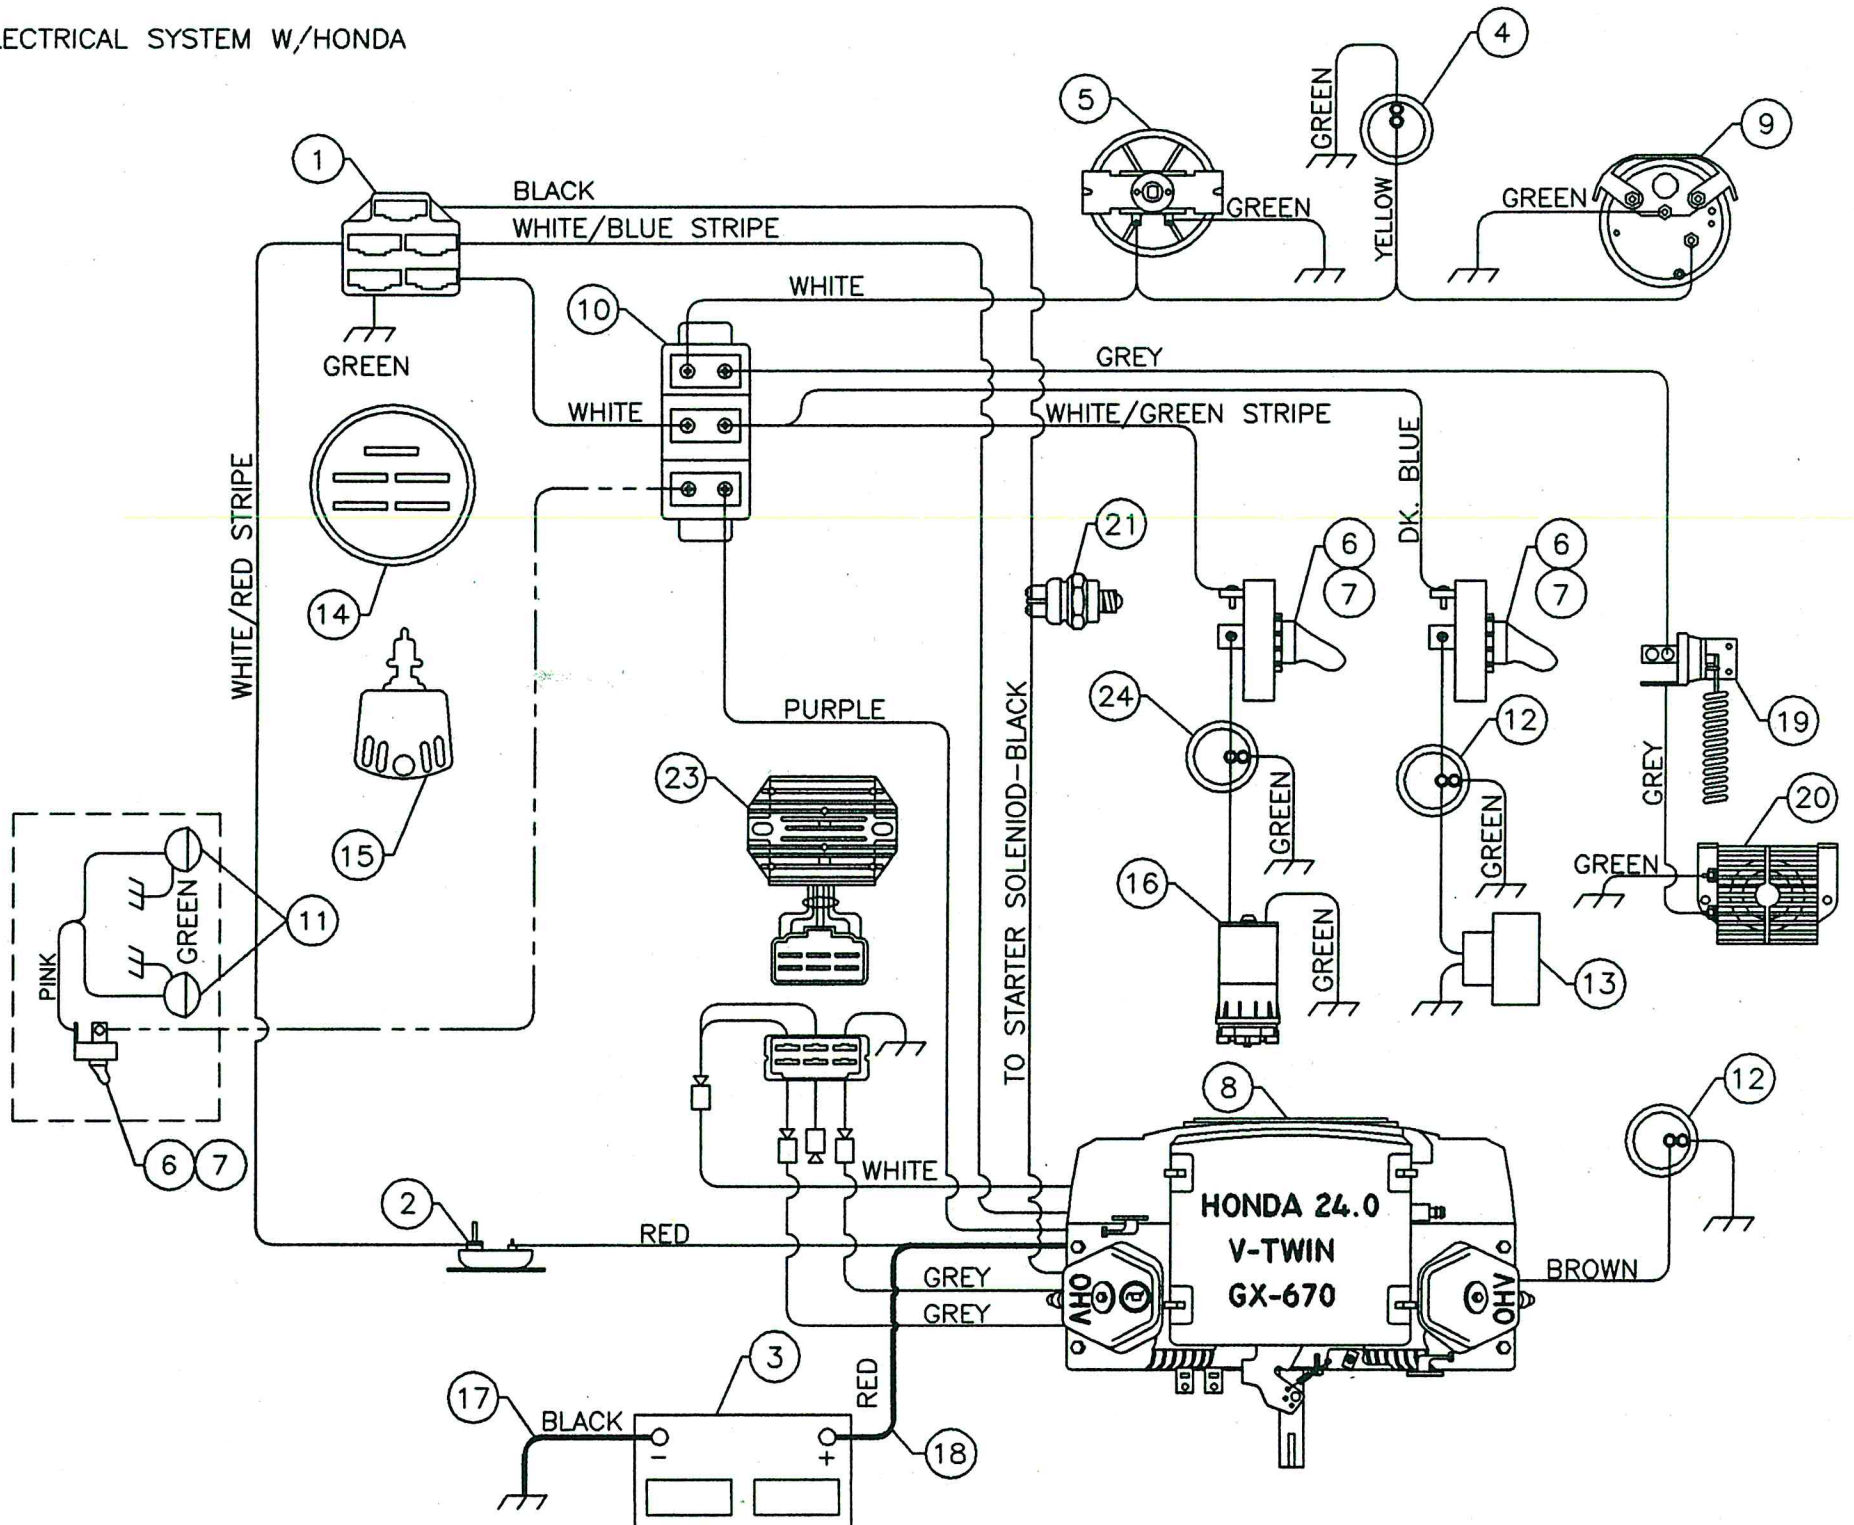 LECTRICAL SYSTEM W/HONDA
4
5
9
1
GREEN
BLACK
WHITE/BLUE STRIPE
GREEN
YELLOW
GREEN
WHITE
10
GREEN
GREY
WHITE
WHITE/GREEN STRIPE
DK. BLUE
WHITE/RED STRIPE
21
6
7
6
7
14
24
12
19
PURPLE
TO STARTER SOLENIOD-BLACK
23
GREEN
GREEN
GREY
20
15
16
GREEN
11
GREEN
PINK
GREEN
13
8
12
6
7
WHITE
2
RED
HONDA 24.0
V-TWIN
GX-670
OHV
OHV
BROWN
GREY
GREY
3
RED
17
BLACK
18
-
+